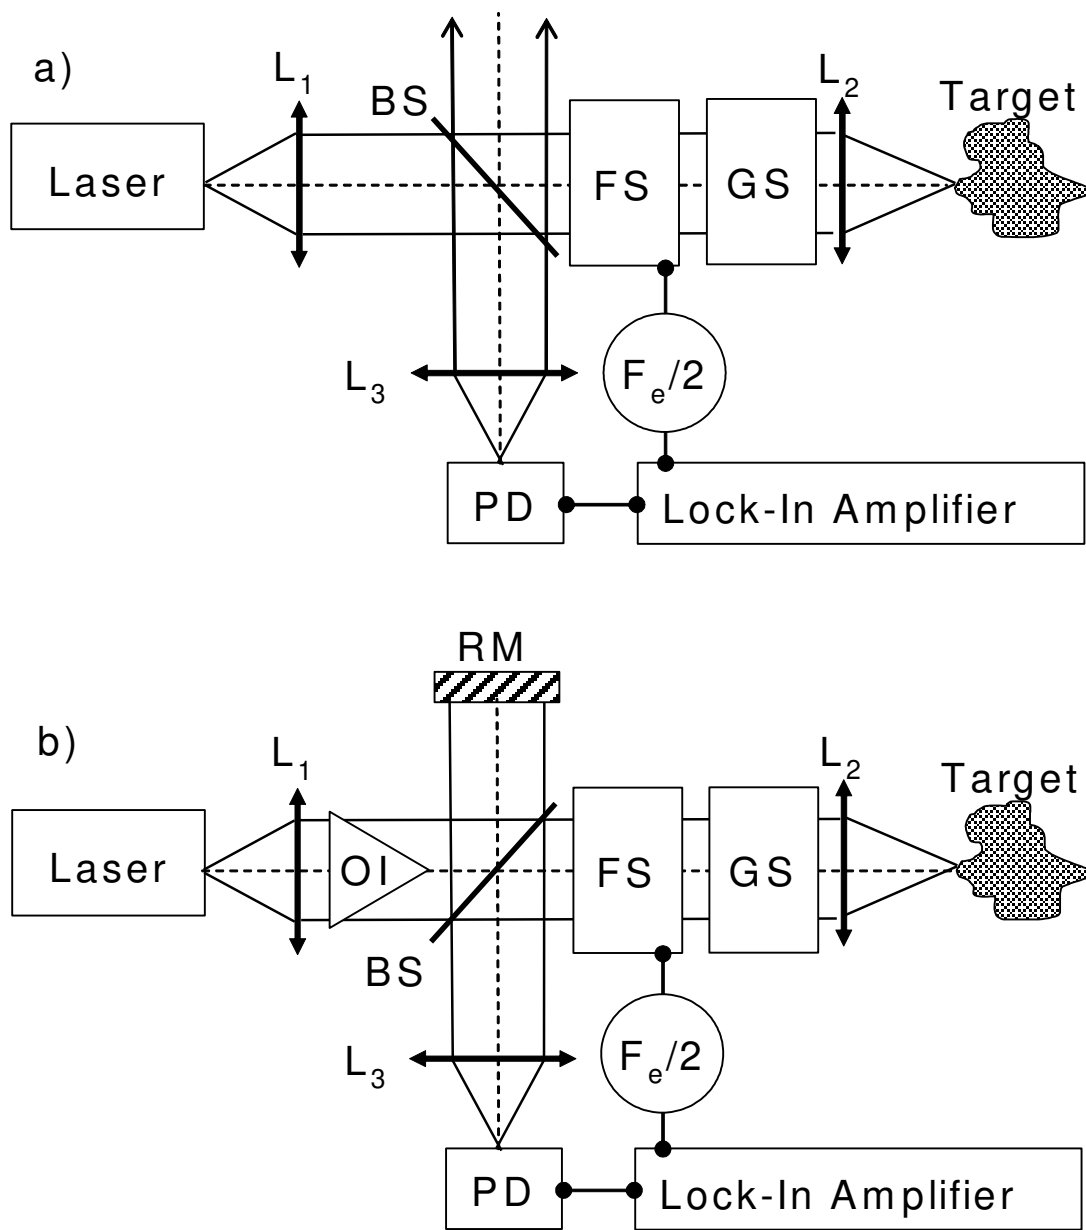 a)
L1
BS
L2
Target
Laser
FS
GS
L3
Fe/2
PD
Lock-In Amplifier
RM
b)
L1
L2
Target
Laser
OI
FS
GS
BS
L3
Fe/2
PD
Lock-In Amplifier